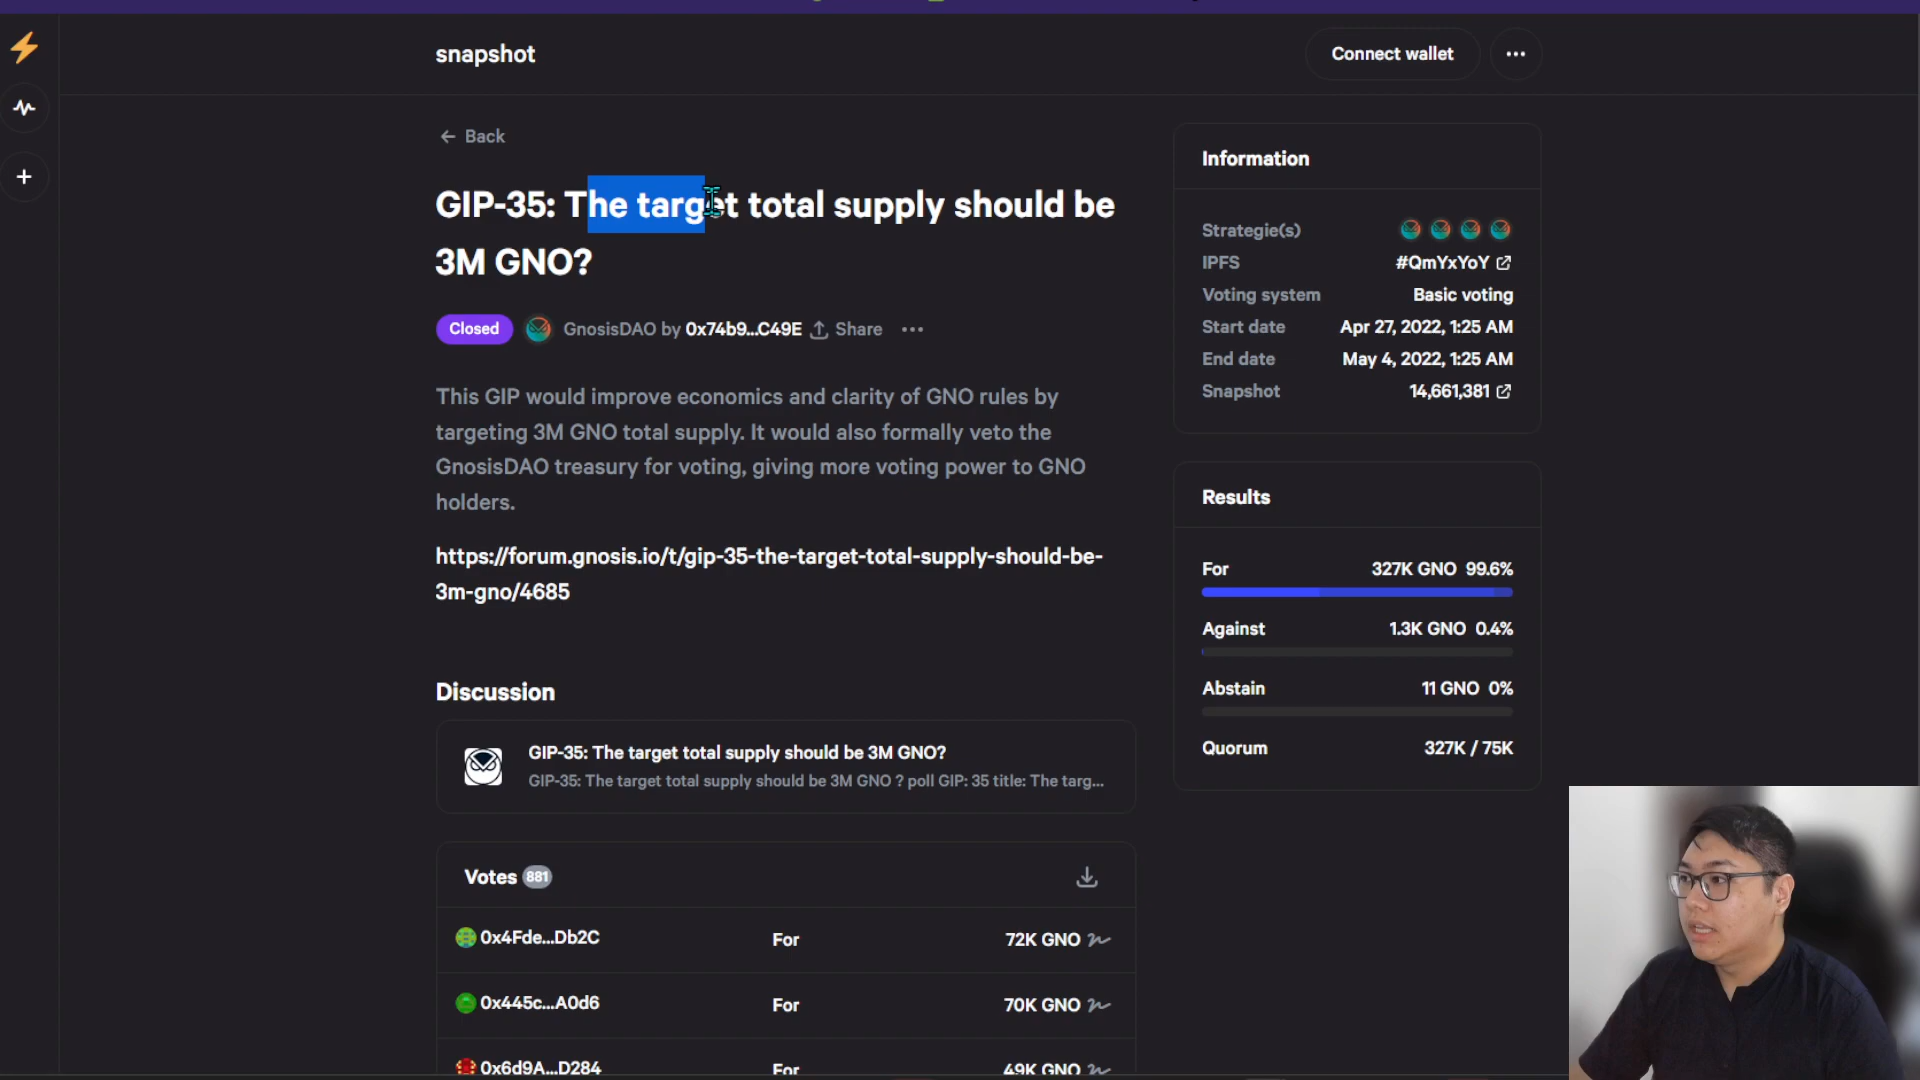 snapshot
Connect wallet
Back
GIP-35: The target total supply should be
3M GNO?
Closed
GnosisDAO by 0x74b9...C49E
Share
This GIP would improve economics and clarity of GNO rules by
targeting 3M GNO total supply. It would also formally veto the
GnosisDAO treasury for voting, giving more voting power to GNO
holders.
https://forum.gnosis.io/t/gip-35-the-target-total-supply-should-be-
3m-gno/4685
Discussion
GIP-35: The target total supply should be 3M GNO?
GIP-35: The target total supply should be 3M GNO ? poll GIP: 35 title: The targ...
Votes 881
0x4Fde...Db2C For 72K GNO
0x445c...A0d6 For 70K GNO
0x6d9A...D284 For 49K GNO
Information
Strategie(s)
IPFS #QmYxYoY
Voting system Basic voting
Start date Apr 27, 2022, 1:25 AM
End date May 4, 2022, 1:25 AM
Snapshot 14,661,381
Results
For 327K GNO 99.6%
Against 1.3K GNO 0.4%
Abstain 11 GNO 0%
Quorum 327K / 75K